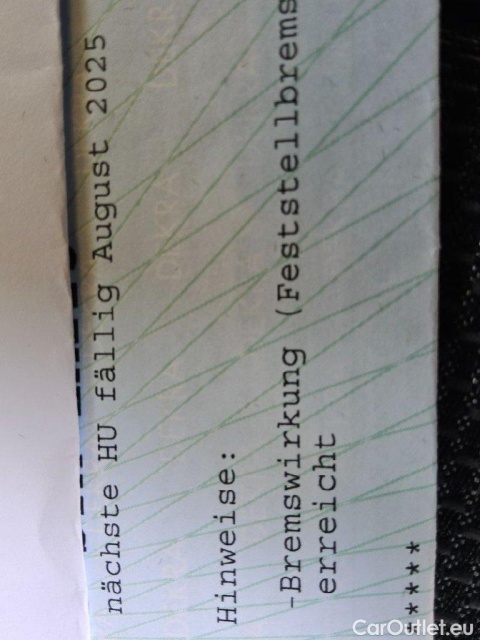 nächste HU fällig August 2025
Hinweise:
-Bremswirkung (Feststellbrems
erreicht
*****
CarOutlet.eu